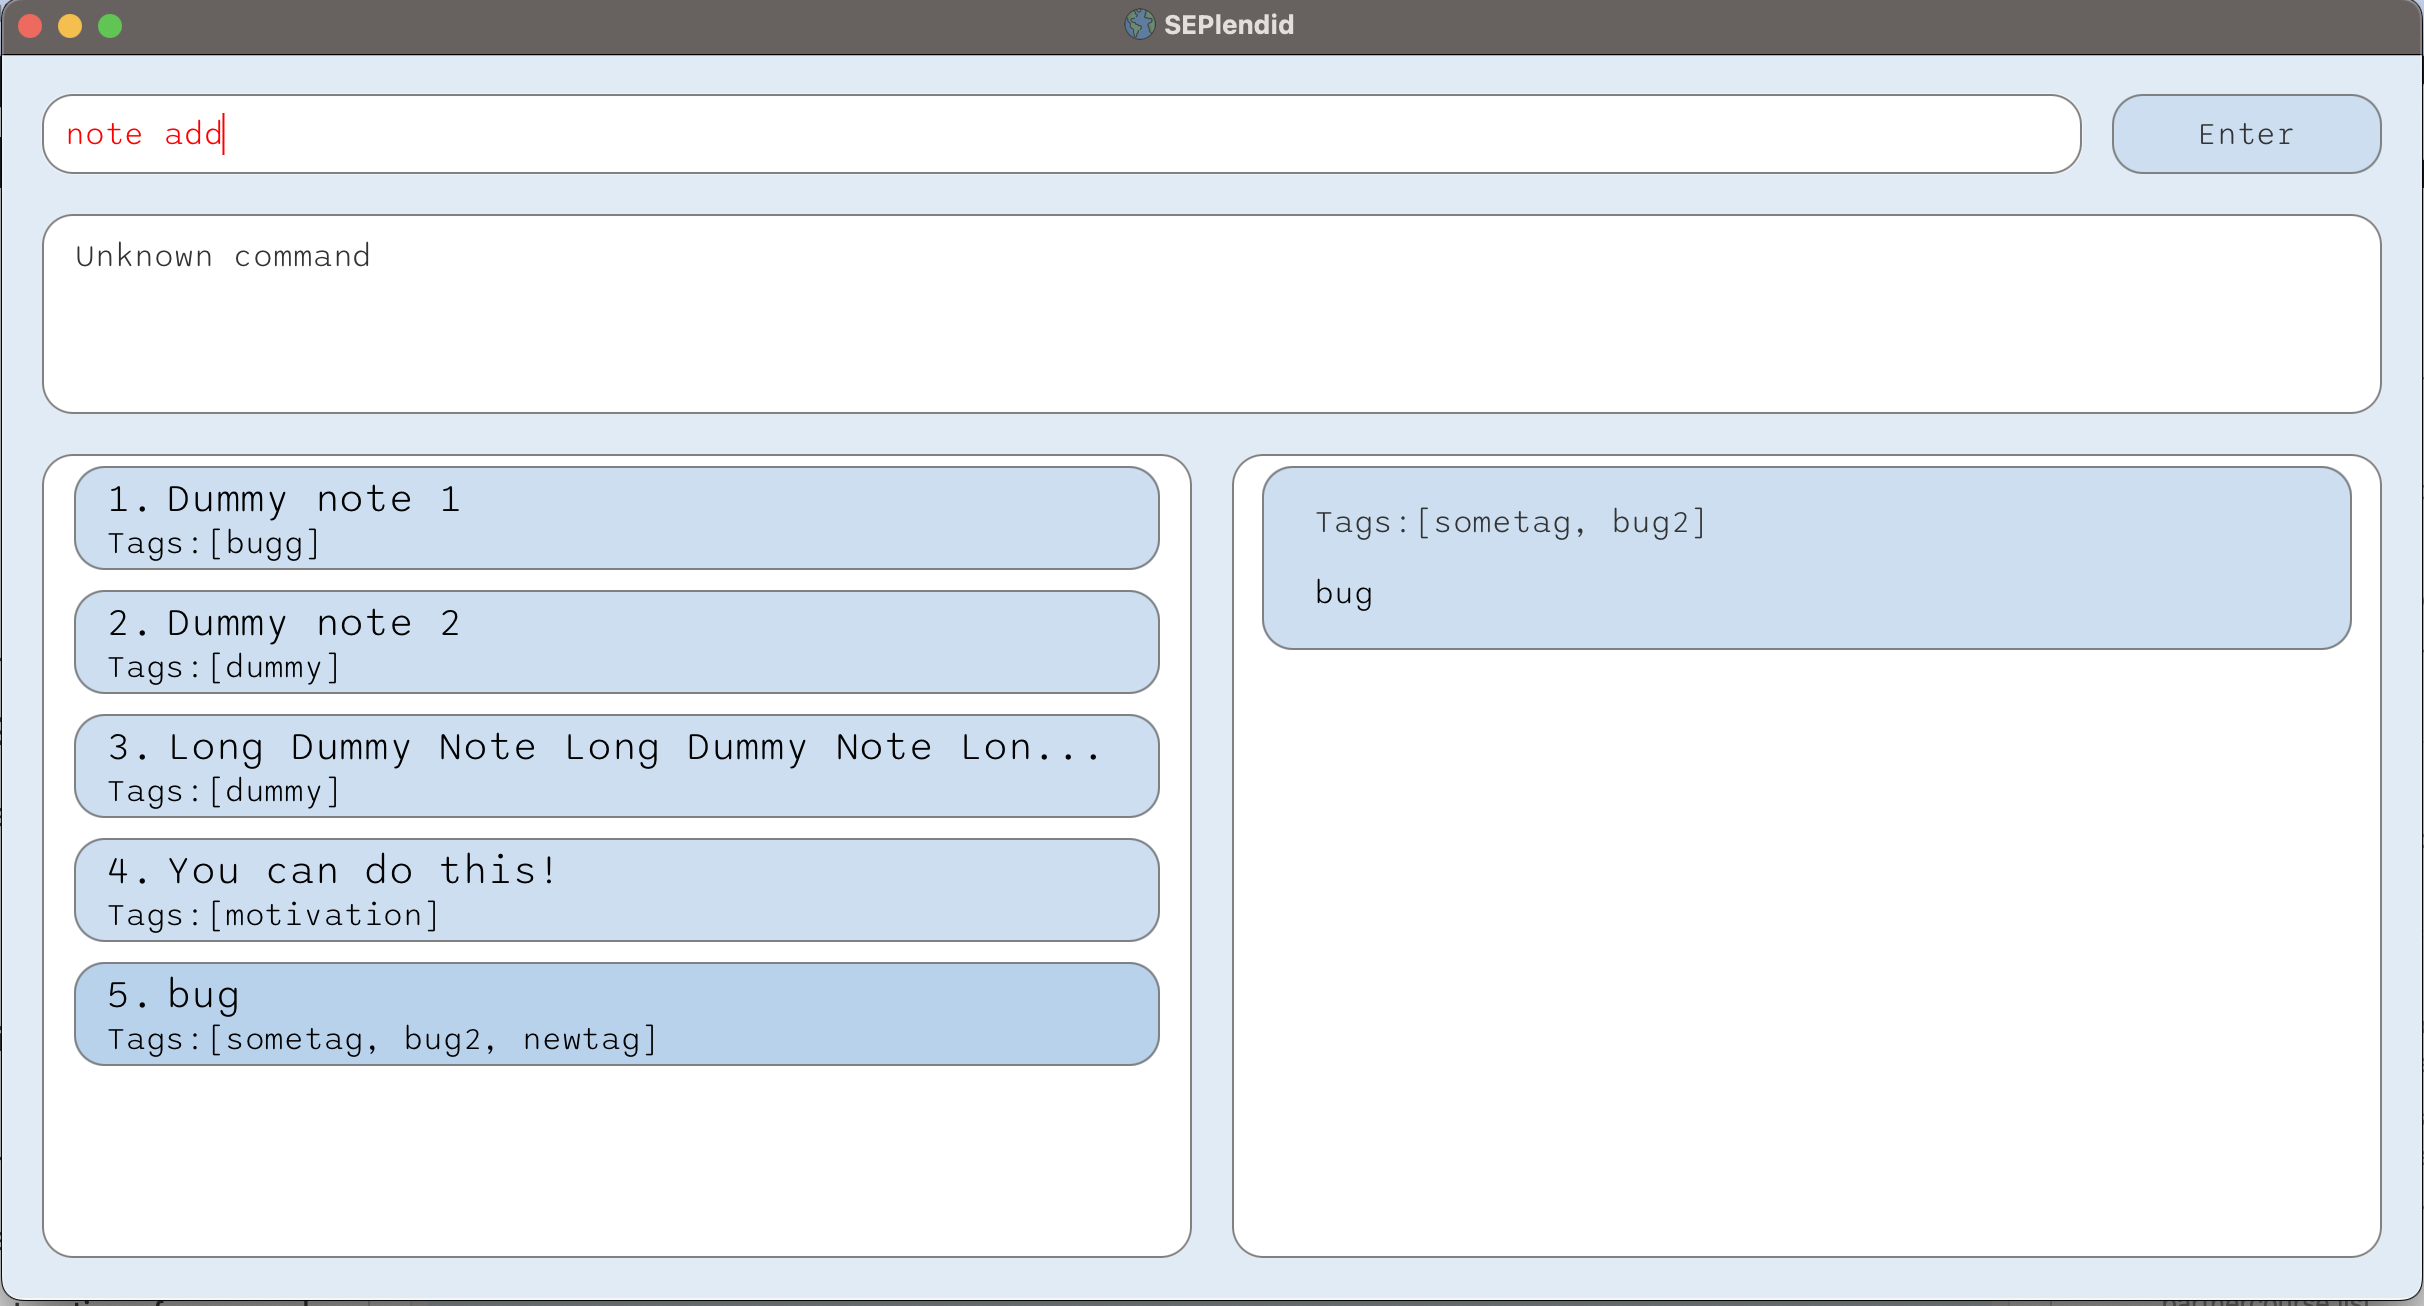 SEPlendid
note add
Enter
Unknown command
1. Dummy note 1
Tags:[bugg]
2. Dummy note 2
Tags:[dummy]
3. Long Dummy Note Long Dummy Note Lon...
Tags:[dummy]
4. You can do this!
Tags:[motivation]
5. bug
Tags:[sometag, bug2, newtag]
Tags:[sometag, bug2]
bug